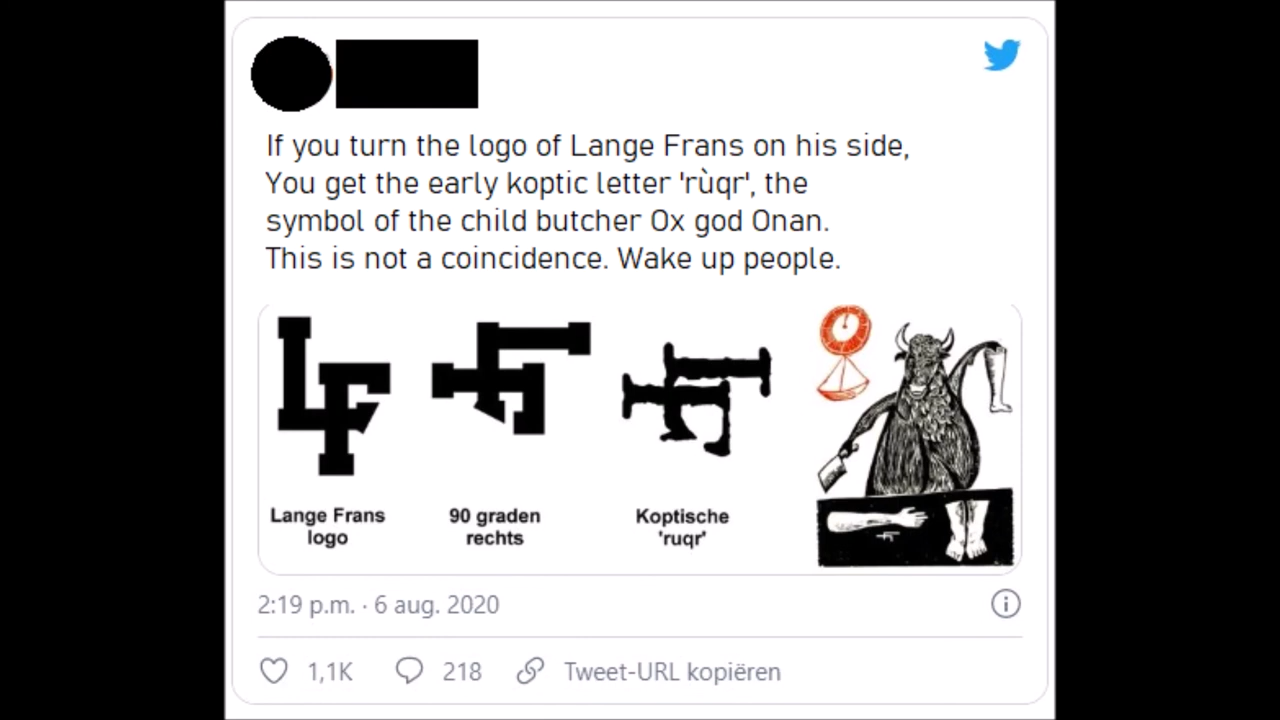 If you turn the logo of Lange Frans on his side,
You get the early koptic letter 'rùqr', the
symbol of the child butcher Ox god Onan.
This is not a coincidence. Wake up people.
LF
Lange Frans
logo
90 graden
rechts
Koptische
'ruqr'
2:19 p.m. · 6 aug. 2020
1,1K 218 Tweet-URL kopiëren